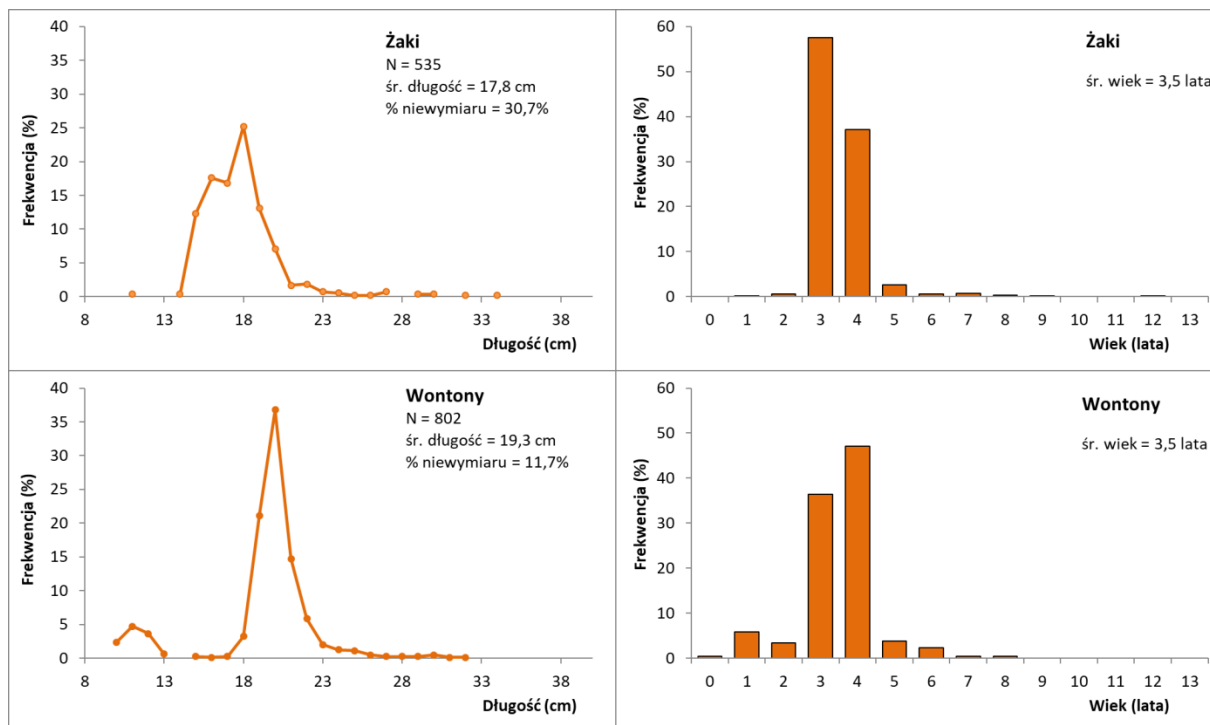 Żaki
N = 535
śr. długość = 17,8 cm
% niewymiaru = 30,7%
Frekwencja (%)
40
35
30
25
20
15
10
5
0
8 13 18 23 28 33 38
Długość (cm)
Żaki
śr. wiek = 3,5 lata
Frekwencja (%)
60
50
40
30
20
10
0
0 1 2 3 4 5 6 7 8 9 10 11 12 13
Wiek (lata)
Wontony
N = 802
śr. długość = 19,3 cm
% niewymiaru = 11,7%
Frekwencja (%)
40
35
30
25
20
15
10
5
0
8 13 18 23 28 33 38
Długość (cm)
Wontony
śr. wiek = 3,5 lata
Frekwencja (%)
60
50
40
30
20
10
0
0 1 2 3 4 5 6 7 8 9 10 11 12 13
Wiek (lata)